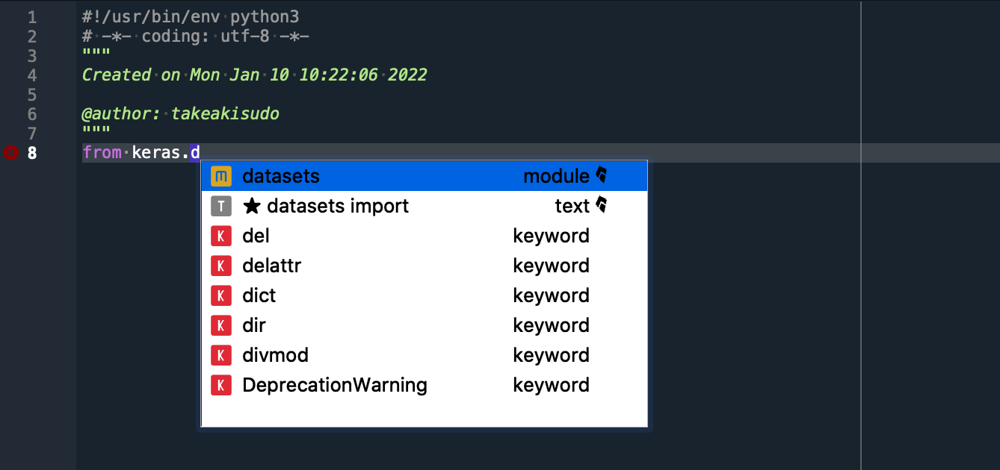 1 #!/usr/bin/env python3
2 # -*- coding: utf-8 -*-
3 """
4 Created on Mon Jan 10 10:22:06 2022
5
6 @author: takeakisudo
7 """
8 from keras.d
m datasets module
T ★ datasets import text
K del keyword
K delattr keyword
K dict keyword
K dir keyword
K divmod keyword
K DeprecationWarning keyword